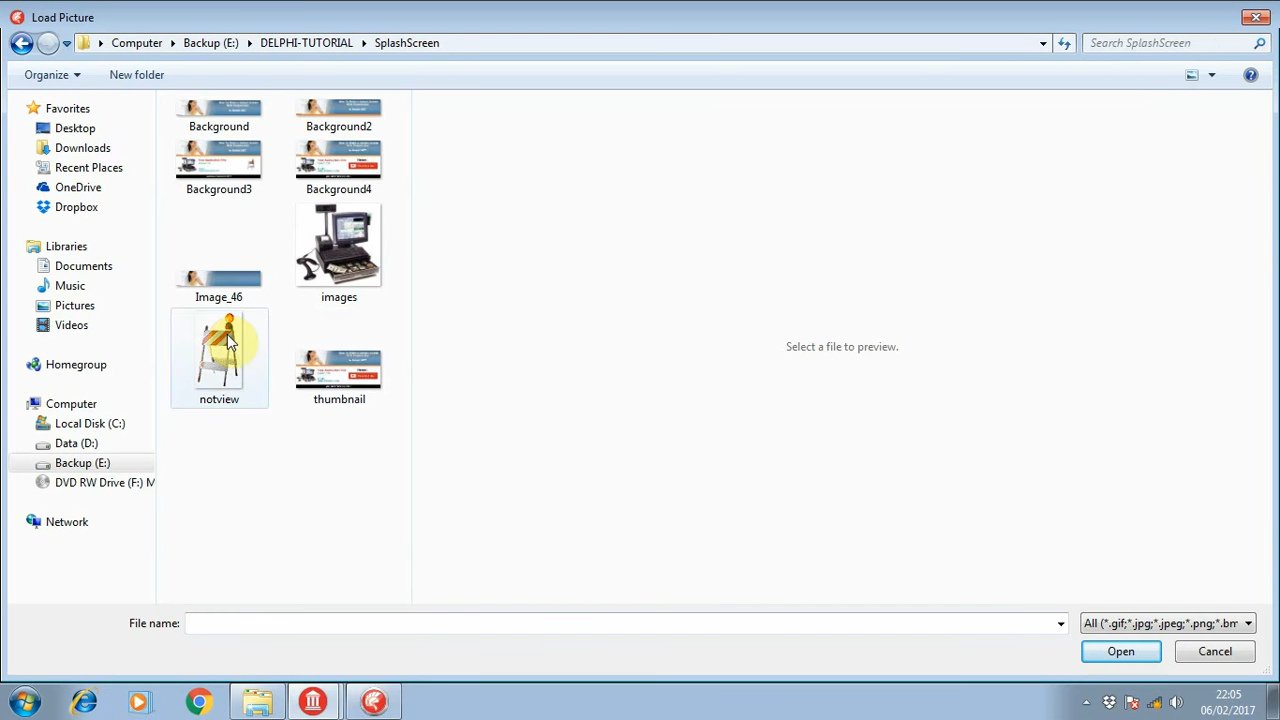 Load Picture
Computer Backup (E:) DELPHI-TUTORIAL SplashScreen
Search SplashScreen
Organize
New folder
Favorites
Desktop
Downloads
Recent Places
OneDrive
Dropbox
Libraries
Documents
Music
Pictures
Videos
Homegroup
Computer
Local Disk (C:)
Data (D:)
Backup (E:)
DVD RW Drive (F:) M
Network
Background
Background2
Background3
Background4
Image_46
images
notview
thumbnail
Select a file to preview.
File name:
All (*.gif;*.jpg;*.jpeg;*.png;*.bm
Open
Cancel
22:05
06/02/2017